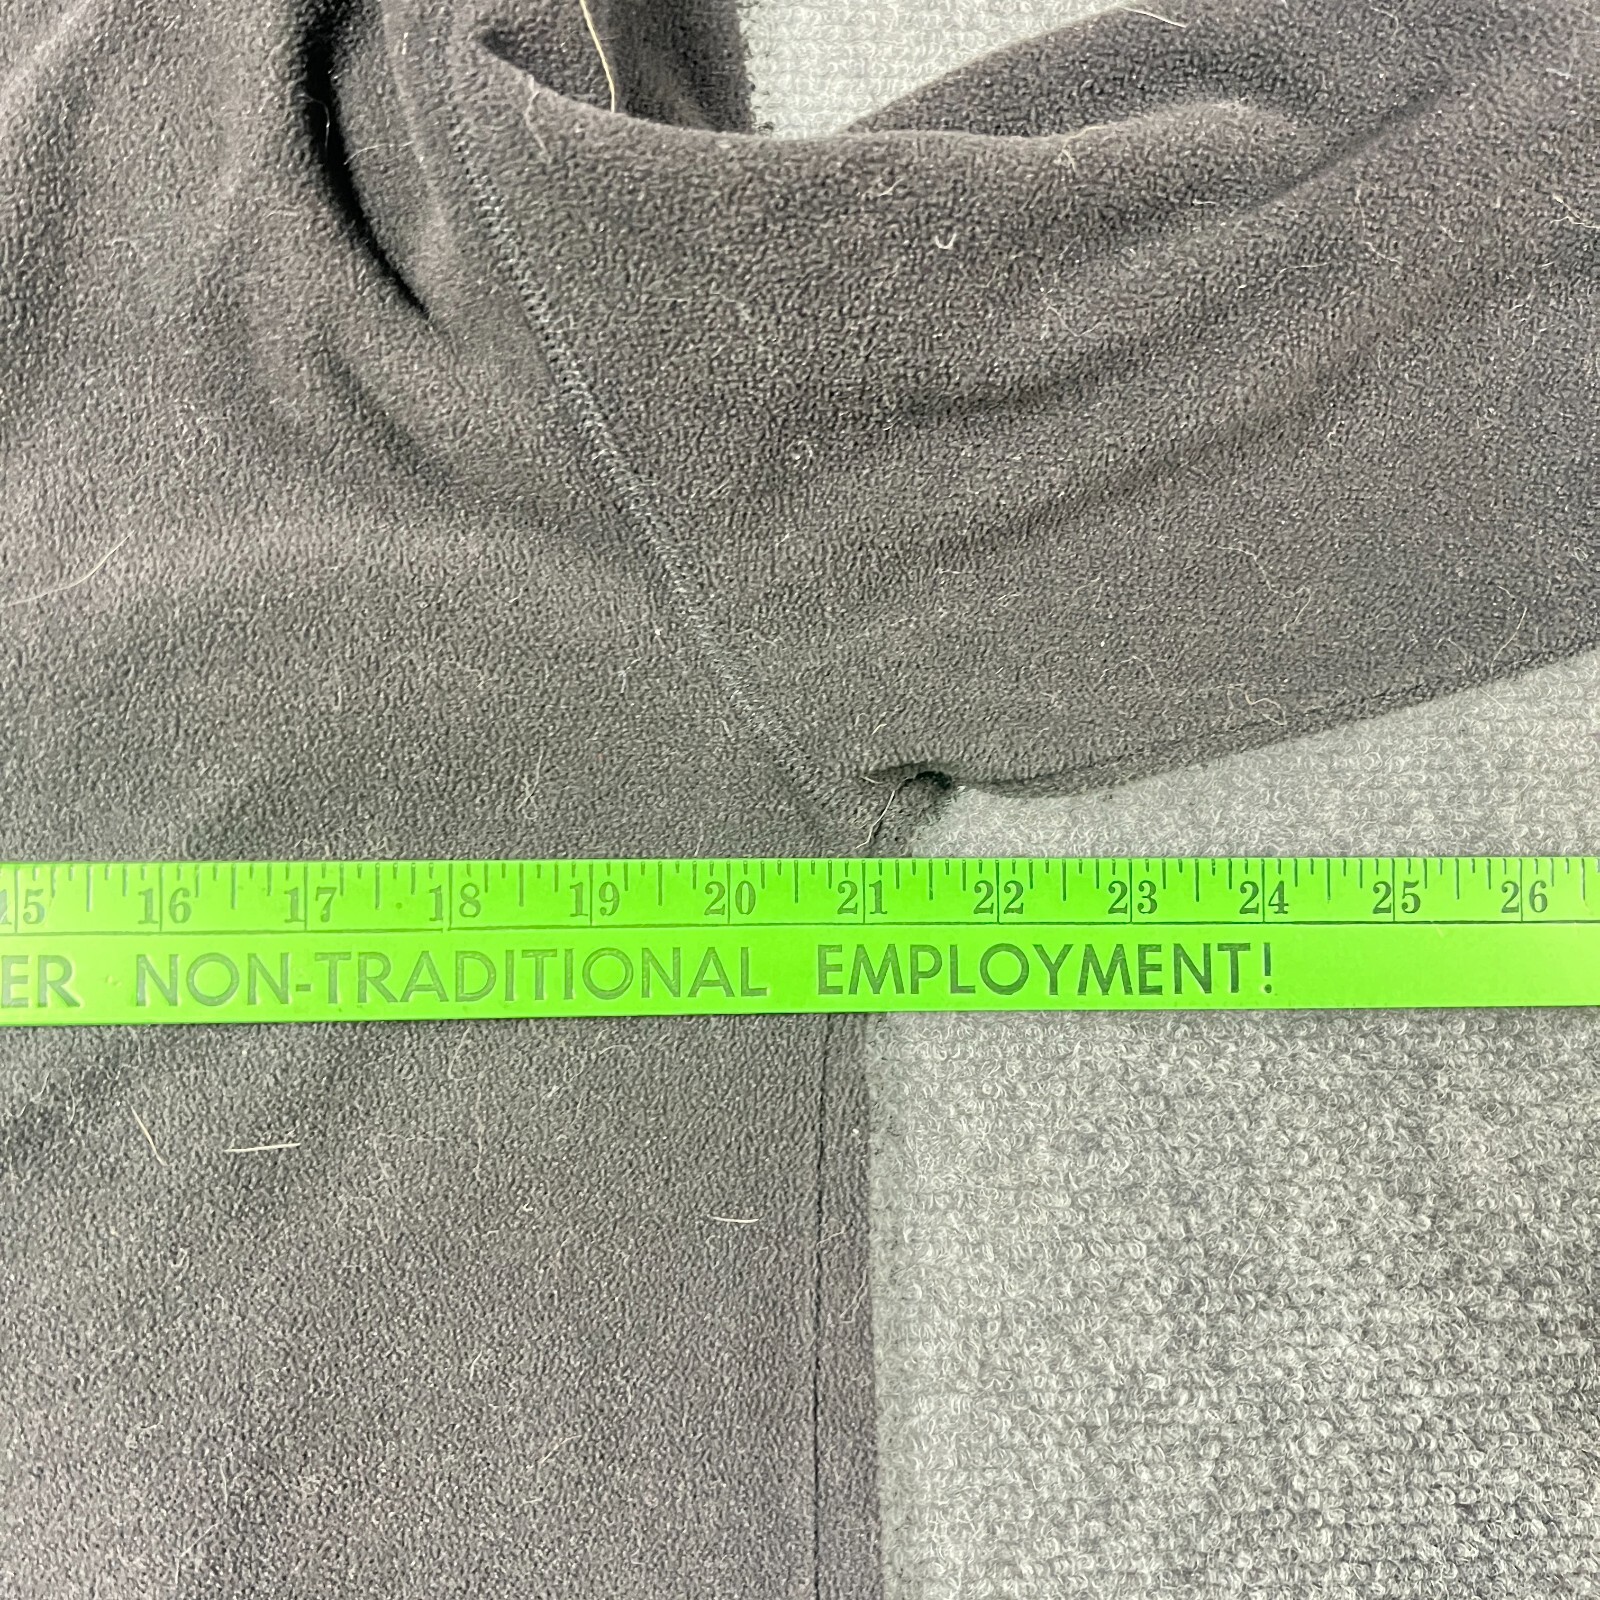 15 16 17 18 19 20 21 22 23 24 25 26
ER NON-TRADITIONAL EMPLOYMENT!